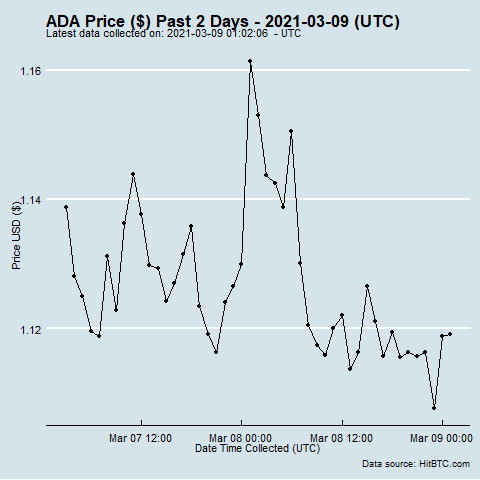 ADA Price ($) Past 2 Days - 2021-03-09 (UTC)
Latest data collected on: 2021-03-09 01:02:06  - UTC
1.16
1.14
1.12
Price USD ($)
Mar 07 12:00
Mar 08 00:00
Mar 08 12:00
Mar 09 00:00
Date Time Collected (UTC)
Data source: HitBTC.com